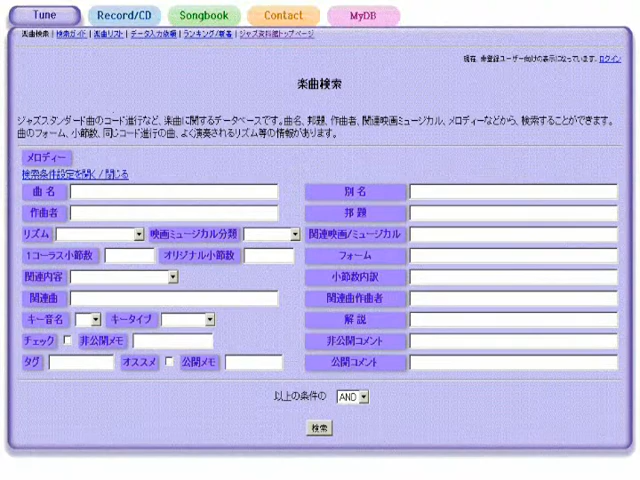 Tune Record/CD Songbook Contact MyDB
楽曲検索 | 検索ガイド | 楽曲リスト | データ入力依頼 | ランキング/新着 | ジャズ資料館トップページ
現在、未登録ユーザー向けの表示になっています。ログイン
楽曲検索
ジャズスタンダード曲のコード進行など、楽曲に関するデータベースです。曲名、邦題、作曲者、関連映画ミュージカル、メロディーなどから、検索することができます。
曲のフォーム、小節数、同じコード進行の曲、よく演奏されるリズム等の情報があります。
メロディー
検索条件設定を開く / 閉じる
曲 名 別 名
作曲者 邦 題
リズム 映画ミュージカル分類 関連映画/ミュージカル
1コーラス小節数 オリジナル小節数 フォーム
関連内容 小節数内訳
関連曲 関連曲作曲者
キー音名 キータイプ 解 説
チェック 非公開メモ 非公開コメント
タグ オススメ 公開メモ 公開コメント
以上の条件の AND
検索